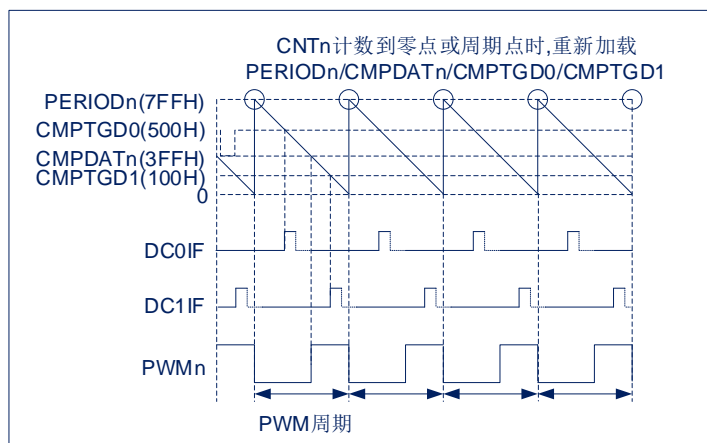 CNTn计数到零点或周期点时,重新加载
PERIODn/CMPDATn/CMPTGD0/CMPTGD1
PERIODn(7FFH)
CMPTGD0(500H)
CMPDATn(3FFH)
CMPTGD1(100H)
0
DC0IF
DC1IF
PWMn
PWM周期